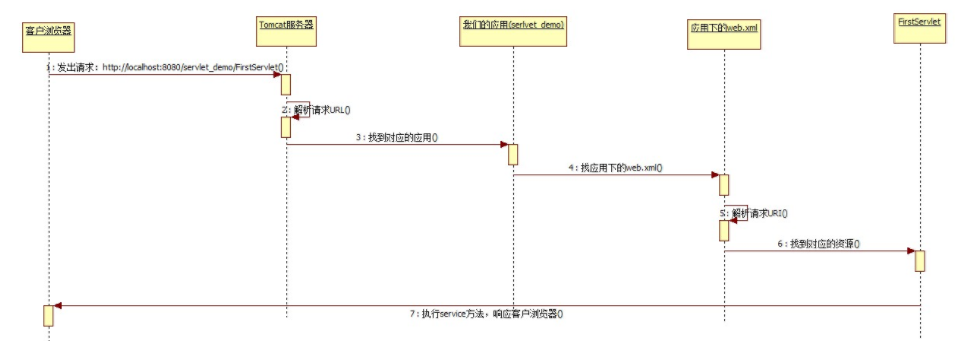 客户浏览器
Tomcat服务器
我们的应用(serlvet_demo)
应用下的web.xml
FirstServlet
1 : 发出请求: http://localhost:8080/servlet_demo/FirstServlet()
2 : 解析请求URL()
3 : 找到对应的应用()
4 : 找应用下的web.xml()
5 : 解析请求URI()
6 : 找到对应的资源()
7 : 执行service方法，响应客户浏览器()